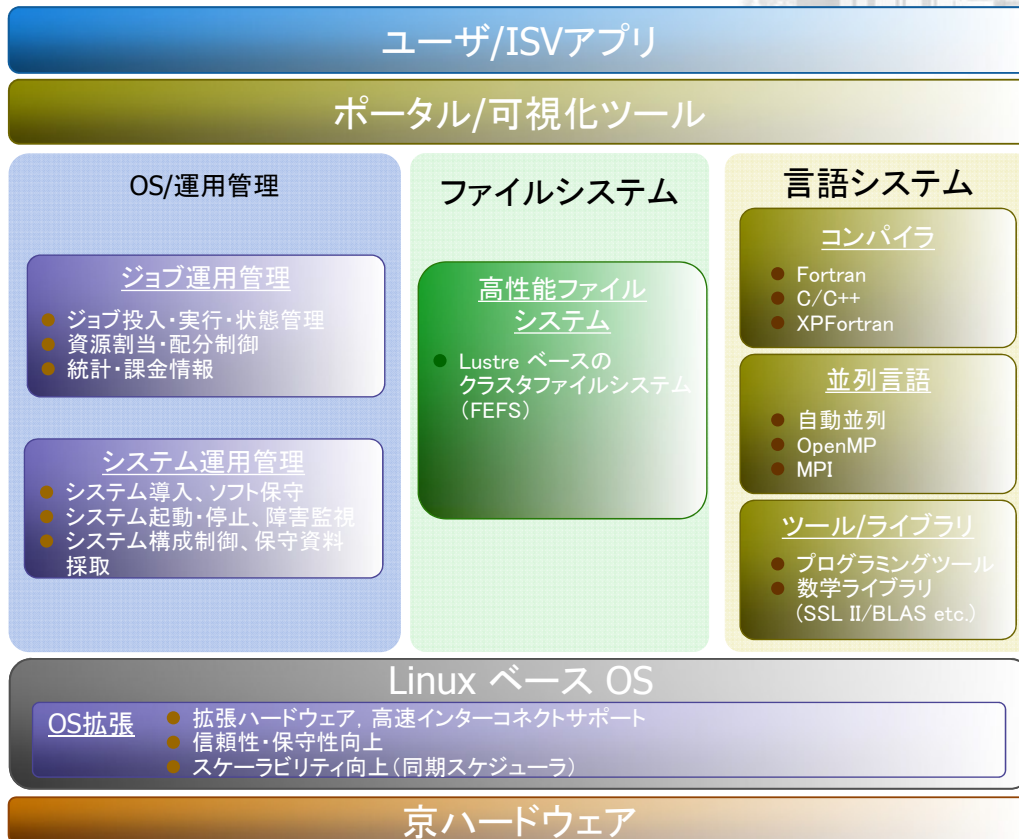 ユーザ/ISVアプリ
ポータル/可視化ツール
OS/運用管理
ジョブ運用管理
ジョブ投入・実行・状態管理
資源割当・配分制御
統計・課金情報
システム運用管理
システム導入、ソフト保守
システム起動・停止、障害監視
システム構成制御、保守資料
採取
ファイルシステム
高性能ファイル
システム
Lustre ベースの
クラスタファイルシステム
(FEFS)
言語システム
コンパイラ
Fortran
C/C++
XPFortran
並列言語
自動並列
OpenMP
MPI
ツール/ライブラリ
プログラミングツール
数学ライブラリ
(SSL II/BLAS etc.)
Linux ベース OS
OS拡張
拡張ハードウェア, 高速インターコネクトサポート
信頼性・保守性向上
スケーラビリティ向上(同期スケジューラ)
京ハードウェア